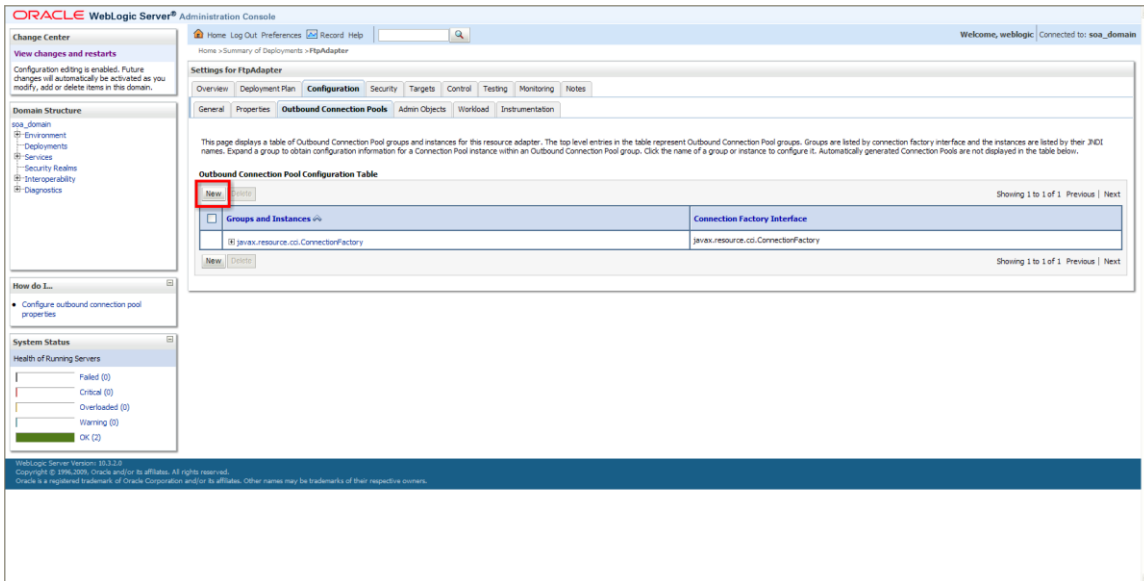 ORACLE WebLogic Server® Administration Console
Change Center
View changes and restarts
Configuration editing is enabled. Future
changes will automatically be activated as you
modify, add or delete items in this domain.
Domain Structure
soa_domain
Environment
Deployments
Services
Security Realms
Interoperability
Diagnostics
How do I...
Configure outbound connection pool
properties
System Status
Health of Running Servers
Failed (0)
Critical (0)
Overloaded (0)
Warning (0)
OK (2)
Home Log Out Preferences Record Help
Welcome, weblogic Connected to: soa_domain
Home >Summary of Deployments >FtpAdapter
Settings for FtpAdapter
Overview Deployment Plan Configuration Security Targets Control Testing Monitoring Notes
General Properties Outbound Connection Pools Admin Objects Workload Instrumentation
This page displays a table of Outbound Connection Pool groups and instances for this resource adapter. The top level entries in the table represent Outbound Connection Pool groups. Groups are listed by connection factory interface and the instances are listed by their JNDI
names. Expand a group to obtain configuration information for a Connection Pool instance within an Outbound Connection Pool group. Click the name of a group or instance to configure it. Automatically generated Connection Pools are not displayed in the table below.
Outbound Connection Pool Configuration Table
New Delete Showing 1 to 1 of 1 Previous | Next
Groups and Instances Connection Factory Interface
javax.resource.cci.ConnectionFactory javax.resource.cci.ConnectionFactory
New Delete Showing 1 to 1 of 1 Previous | Next
WebLogic Server Version: 10.3.2.0
Copyright © 1996,2009, Oracle and/or its affiliates. All rights reserved.
Oracle is a registered trademark of Oracle Corporation and/or its affiliates. Other names may be trademarks of their respective owners.